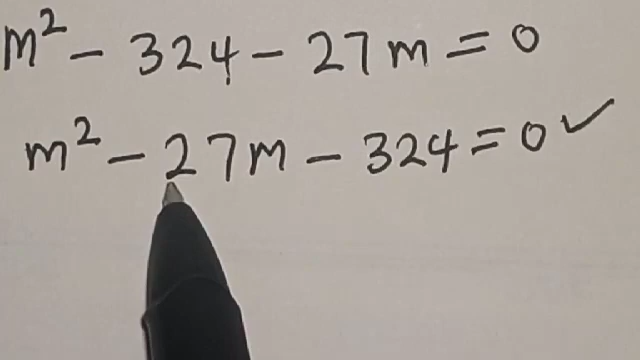 m² - 324 - 27m = 0
m² - 27m - 324 = 0 ✓